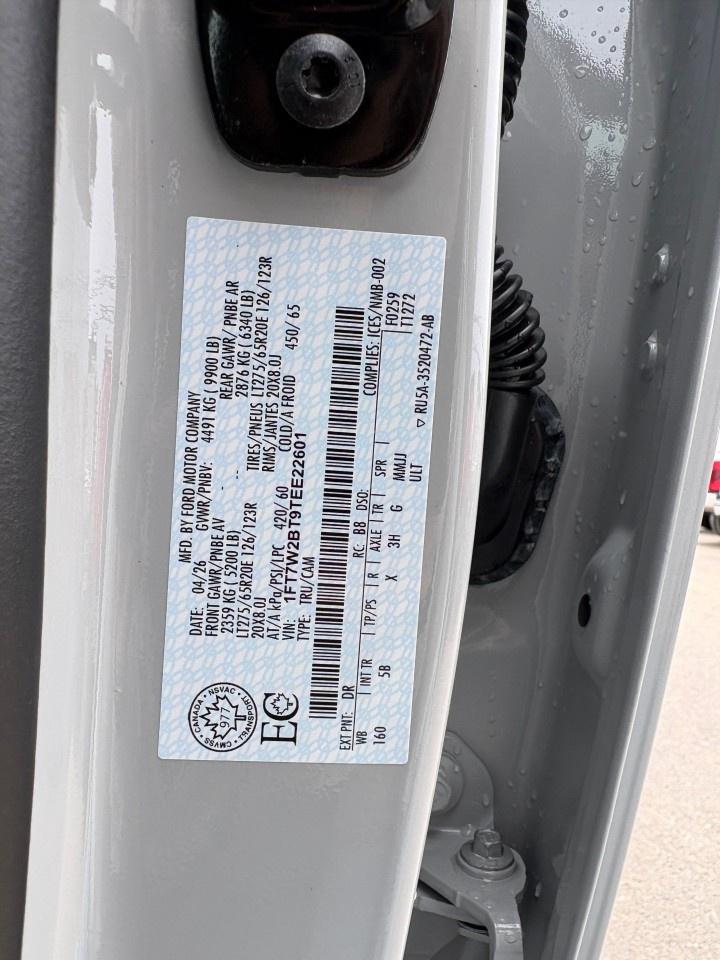 MFD. BY FORD MOTOR COMPANY
DATE: 04/26 GVWR/PNBV: 4491 KG ( 9900 LB)
FRONT GAWR/PNBE AV REAR GAWR/ PNBE AR
2359 KG ( 5200 LB) 2876 KG ( 6340 LB)
LT275/65R20E 126/123R TIRES/PNEUS LT275/65R20E 126/123R
20X8.0J RIMS/JANTES 20X8.0J
AT/A kPa/PSI/LPC 420/ 60 COLD/A FROID 450/ 65
VIN: 1FT7W2BT9TEE22601
TYPE: TRU/CAM
CMVSS • CANADA • NSVAC • TRANSPORT
977
EC
EXT PNT: DR RC: BB DSO: COMPLIES: ICES/NMB-002
WB INT TR TP/PS R AXLE TR SPR F0259
T1272
160 5B X 3H G MMJJ
ULT
▽ RU5A-3520472-AB